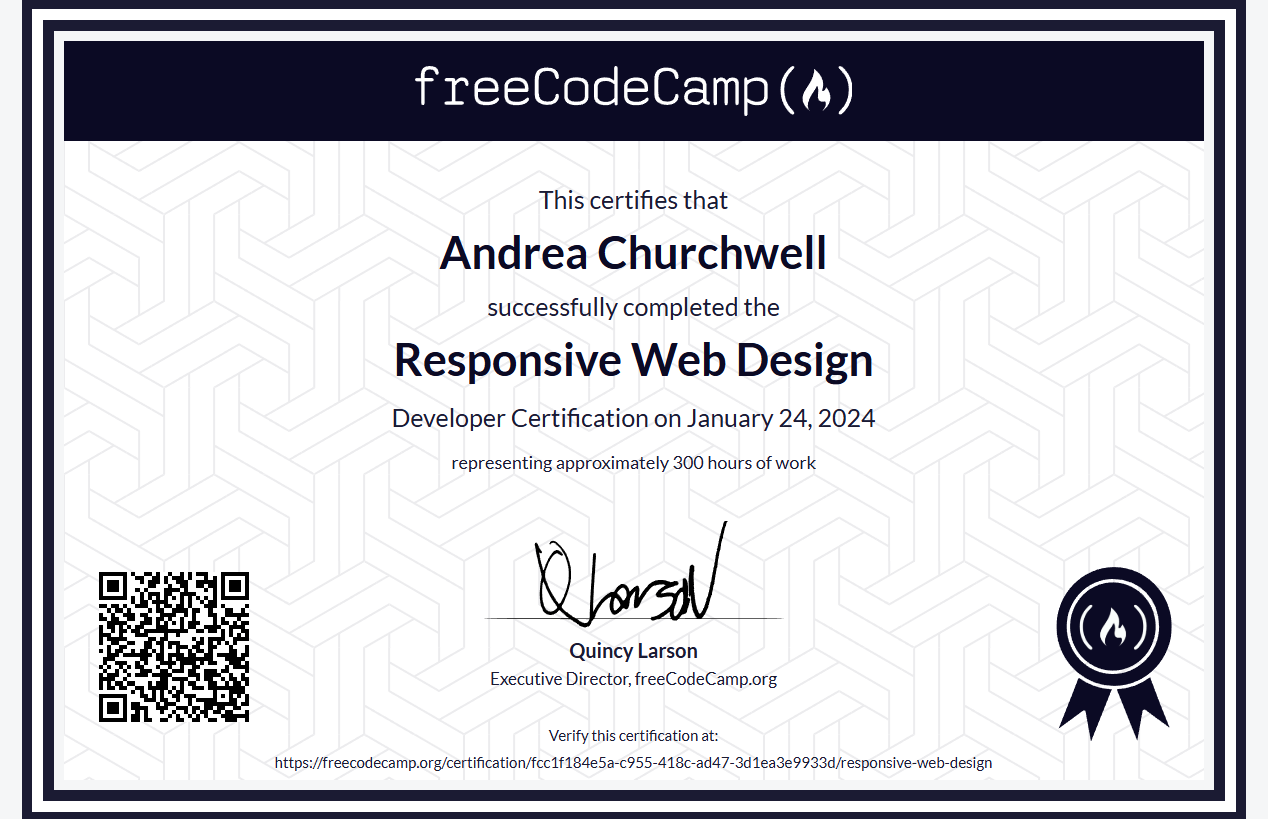 freeCodeCamp
This certifies that
Andrea Churchwell
successfully completed the
Responsive Web Design
Developer Certification on January 24, 2024
representing approximately 300 hours of work
Q Larson
Quincy Larson
Executive Director, freeCodeCamp.org
Verify this certification at:
https://freecodecamp.org/certification/fcc1f184e5a-c955-418c-ad47-3d1ea3e9933d/responsive-web-design